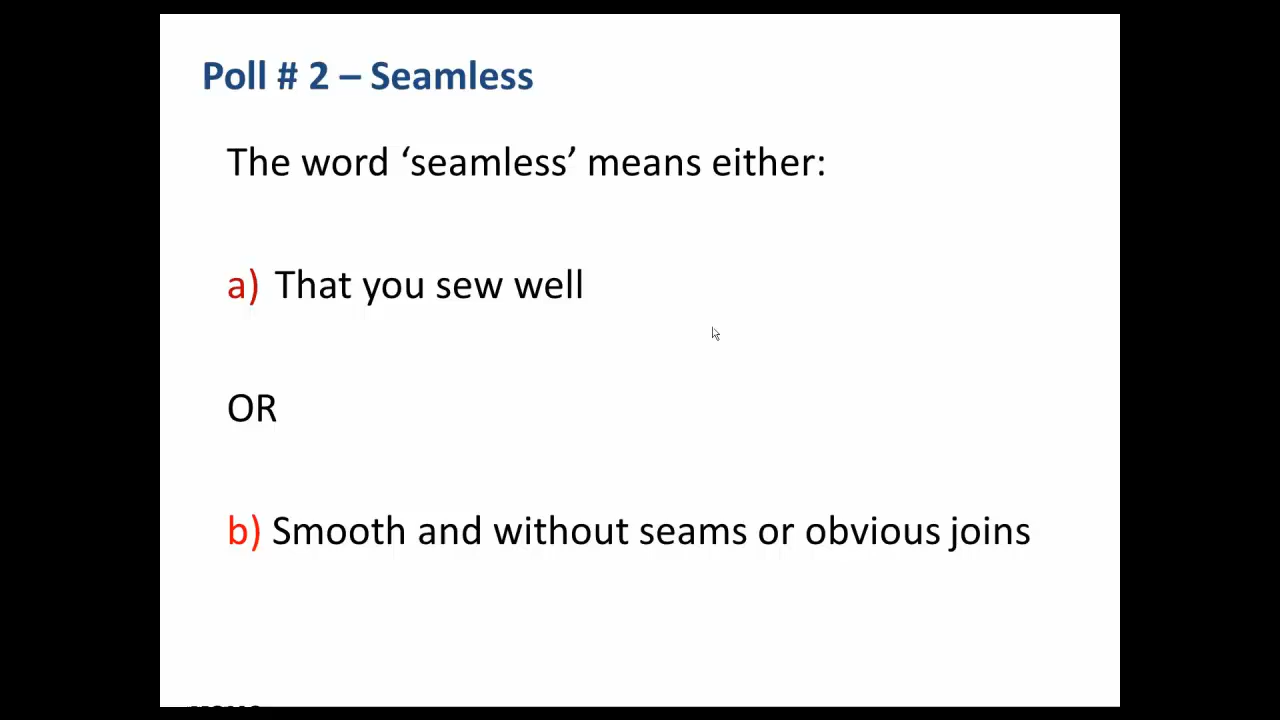 Poll # 2 – Seamless
The word ‘seamless’ means either:
a) That you sew well
OR
b) Smooth and without seams or obvious joins